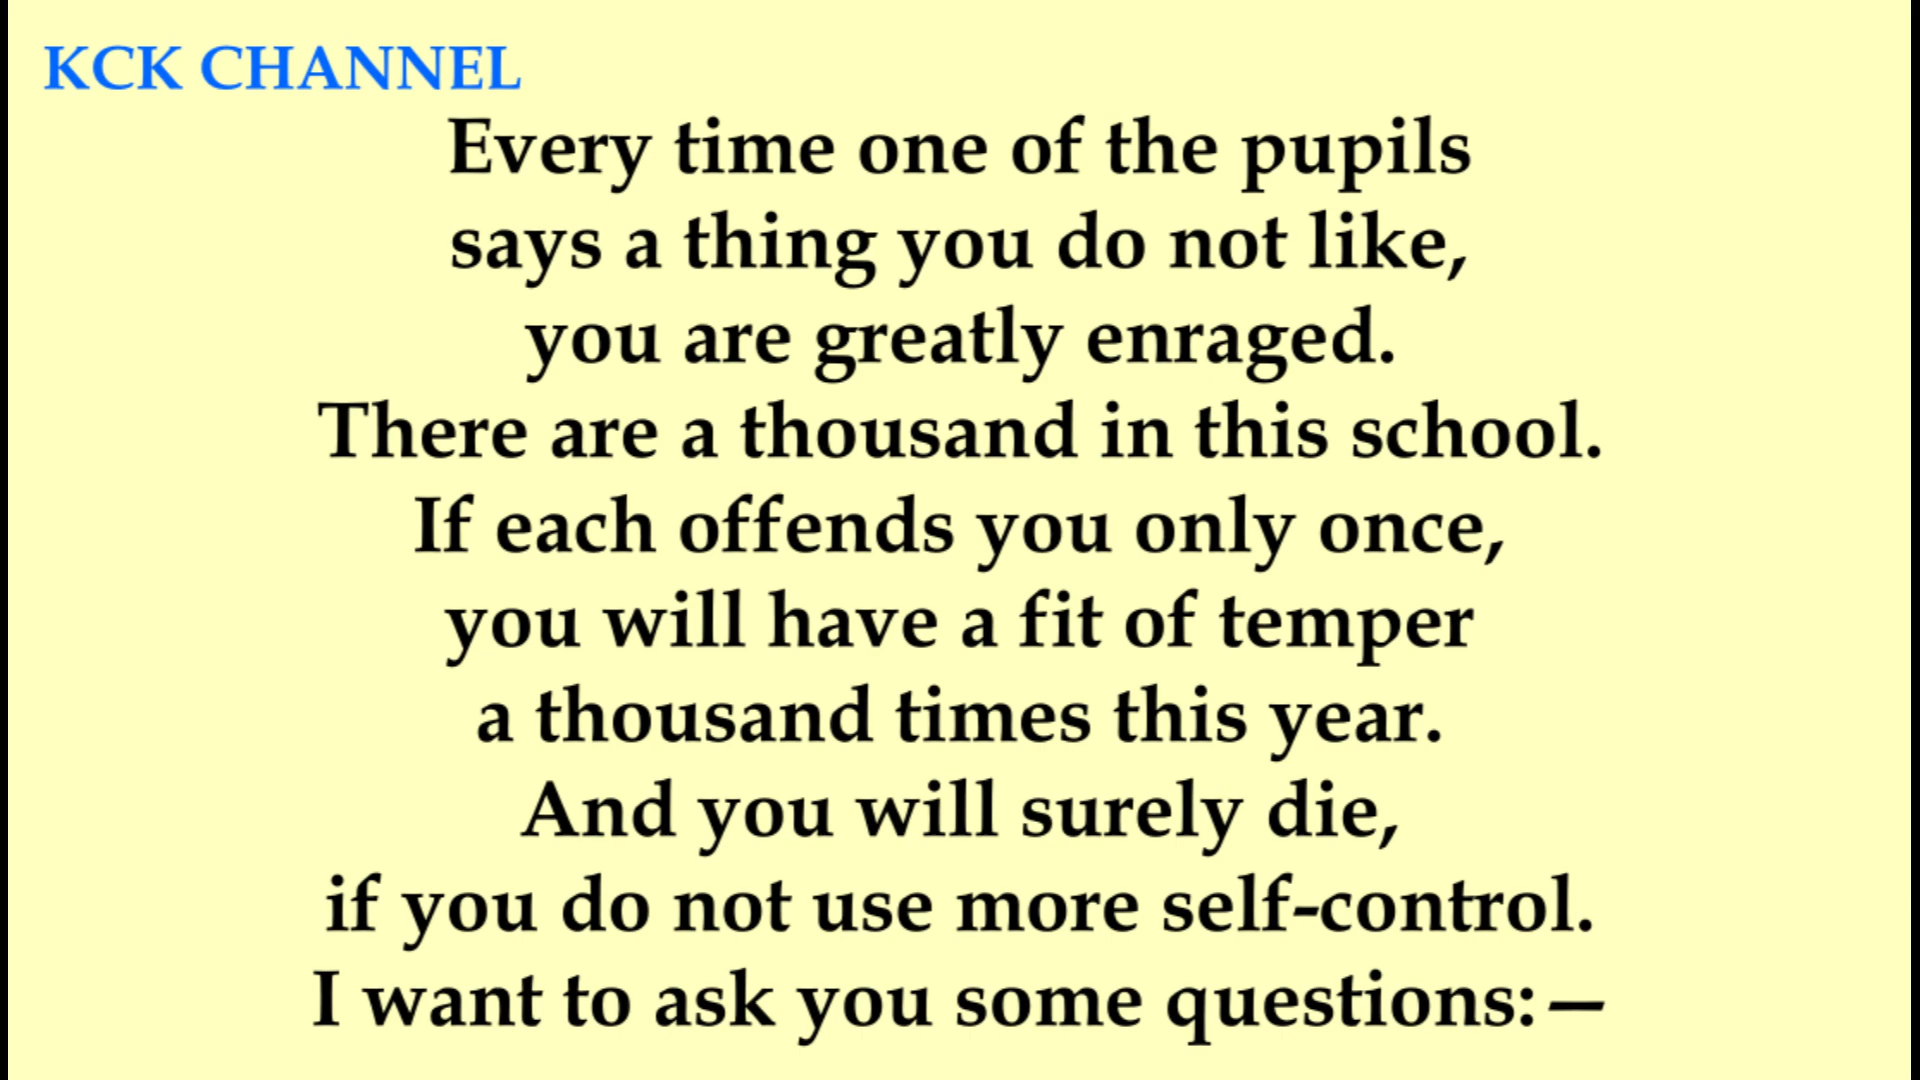 KCK CHANNEL
Every time one of the pupils
says a thing you do not like,
you are greatly enraged.
There are a thousand in this school.
If each offends you only once,
you will have a fit of temper
a thousand times this year.
And you will surely die,
if you do not use more self-control.
I want to ask you some questions:—